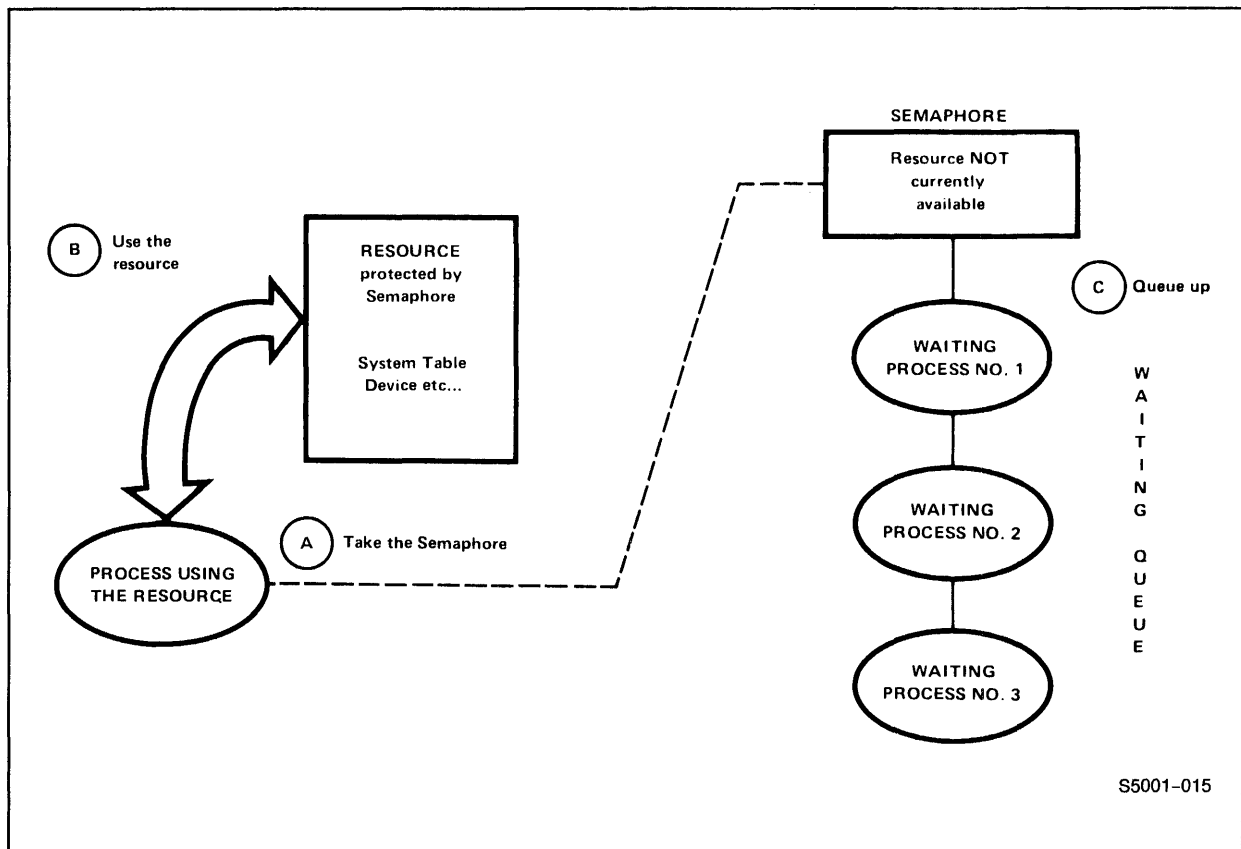 SEMAPHORE
Resource NOT
currently
available
B
Use the
resource
RESOURCE
protected by
Semaphore
System Table
Device etc...
C
Queue up
WAITING
PROCESS NO. 1
WAITING QUEUE
A
Take the Semaphore
PROCESS USING
THE RESOURCE
WAITING
PROCESS NO. 2
WAITING
PROCESS NO. 3
S5001-015